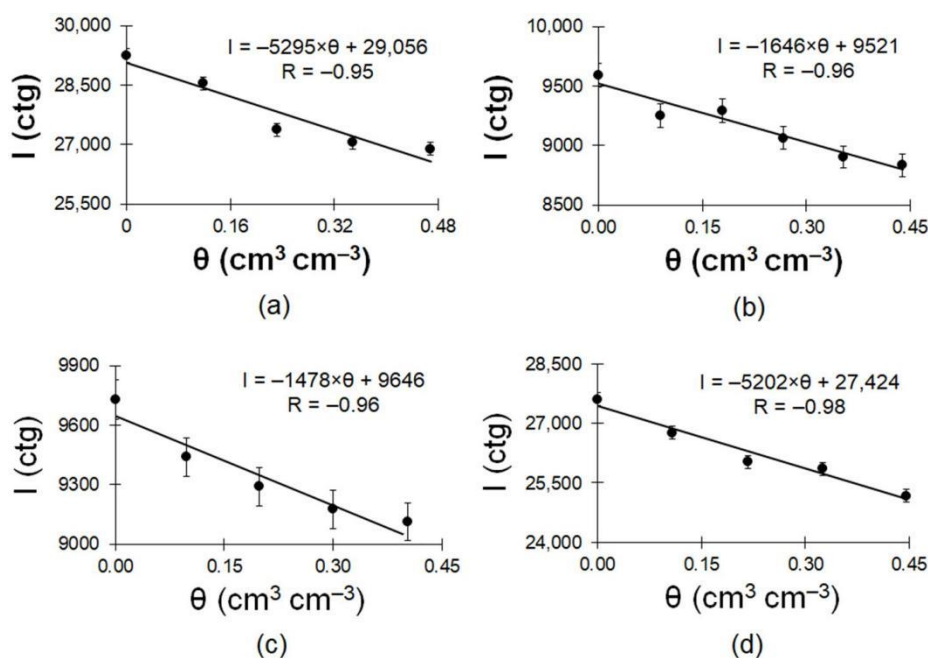 30,000
28,500
27,000
25,500
I (ctg)
I = –5295×θ + 29,056
R = –0.95
0 0.16 0.32 0.48
θ (cm³ cm⁻³)
(a)
10,000
9500
9000
8500
I (ctg)
I = –1646×θ + 9521
R = –0.96
0.00 0.15 0.30 0.45
θ (cm³ cm⁻³)
(b)
9900
9600
9300
9000
I (ctg)
I = –1478×θ + 9646
R = –0.96
0.00 0.15 0.30 0.45
θ (cm³ cm⁻³)
(c)
28,500
27,000
25,500
24,000
I (ctg)
I = –5202×θ + 27,424
R = –0.98
0.00 0.15 0.30 0.45
θ (cm³ cm⁻³)
(d)